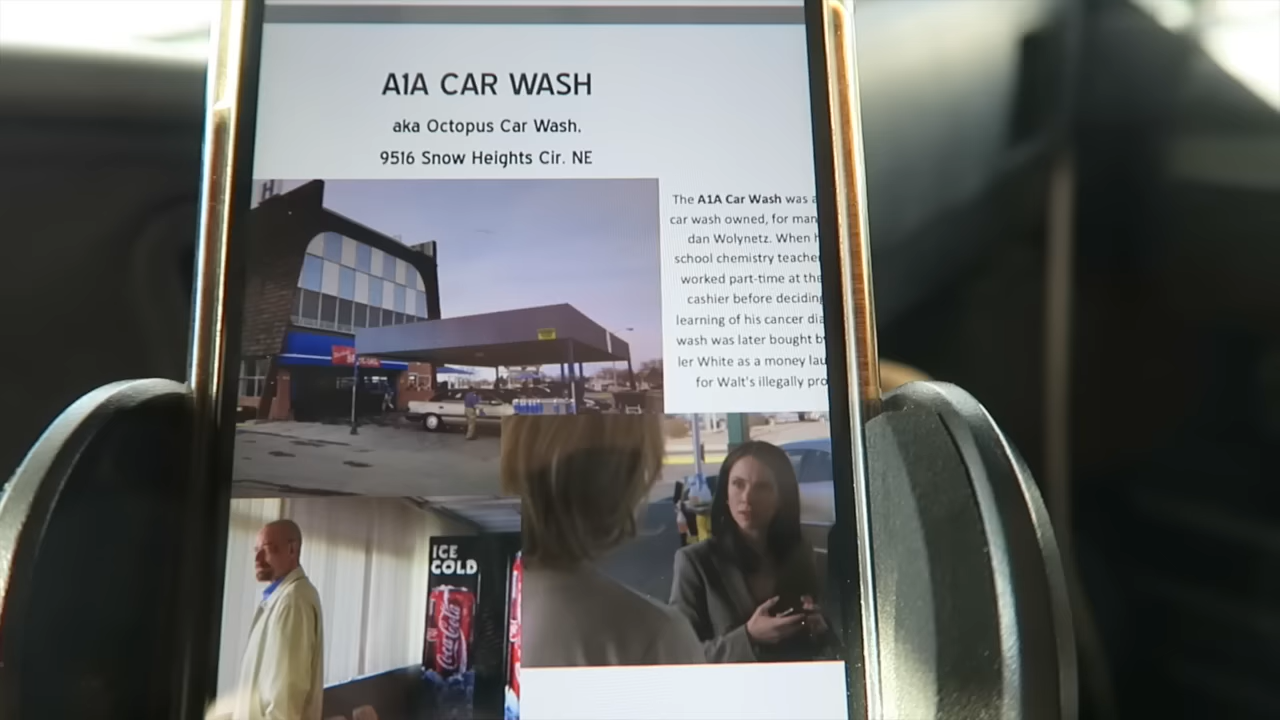 A1A CAR WASH
aka Octopus Car Wash.
9516 Snow Heights Cir. NE
The A1A Car Wash was a
car wash owned, for man
dan Wolynetz. When h
school chemistry teache
worked part-time at the
cashier before deciding
learning of his cancer dia
wash was later bought b
ler White as a money lau
for Walt's illegally pro
ICE
COLD
Coca-Cola